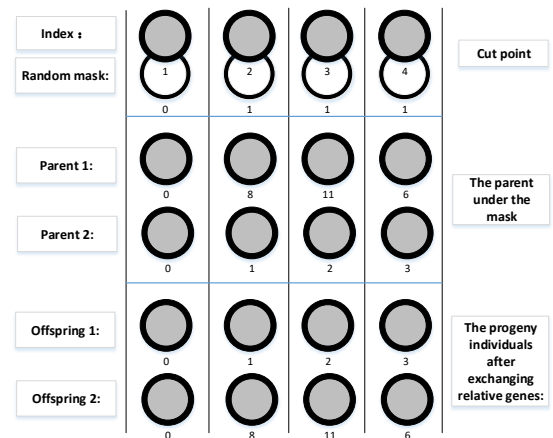 Index :
Cut point
Random mask:
1 2 3 4
0 1 1 1
Parent 1:
0 8 11 6
The parent
under the
mask
Parent 2:
0 1 2 3
Offspring 1:
0 1 2 3
The progeny
individuals
after
exchanging
relative genes:
Offspring 2:
0 8 11 6